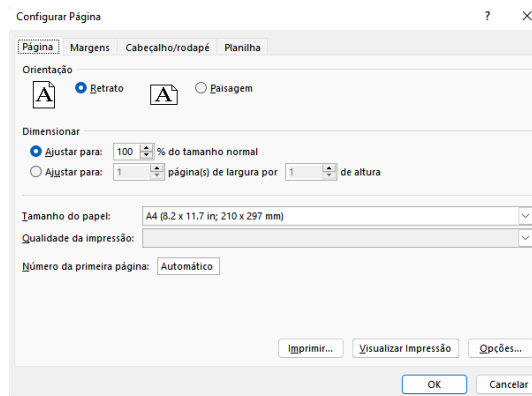 Configurar Página ? ×
Página Margens Cabeçalho/rodapé Planilha
Orientação
A Retrato A Paisagem
Dimensionar
Ajustar para: 100 % do tamanho normal
Ajustar para: 1 página(s) de largura por 1 de altura
Tamanho do papel: A4 (8.2 x 11.7 in; 210 x 297 mm)
Qualidade da impressão:
Número da primeira página: Automático
Imprimir... Visualizar Impressão Opções...
OK Cancelar